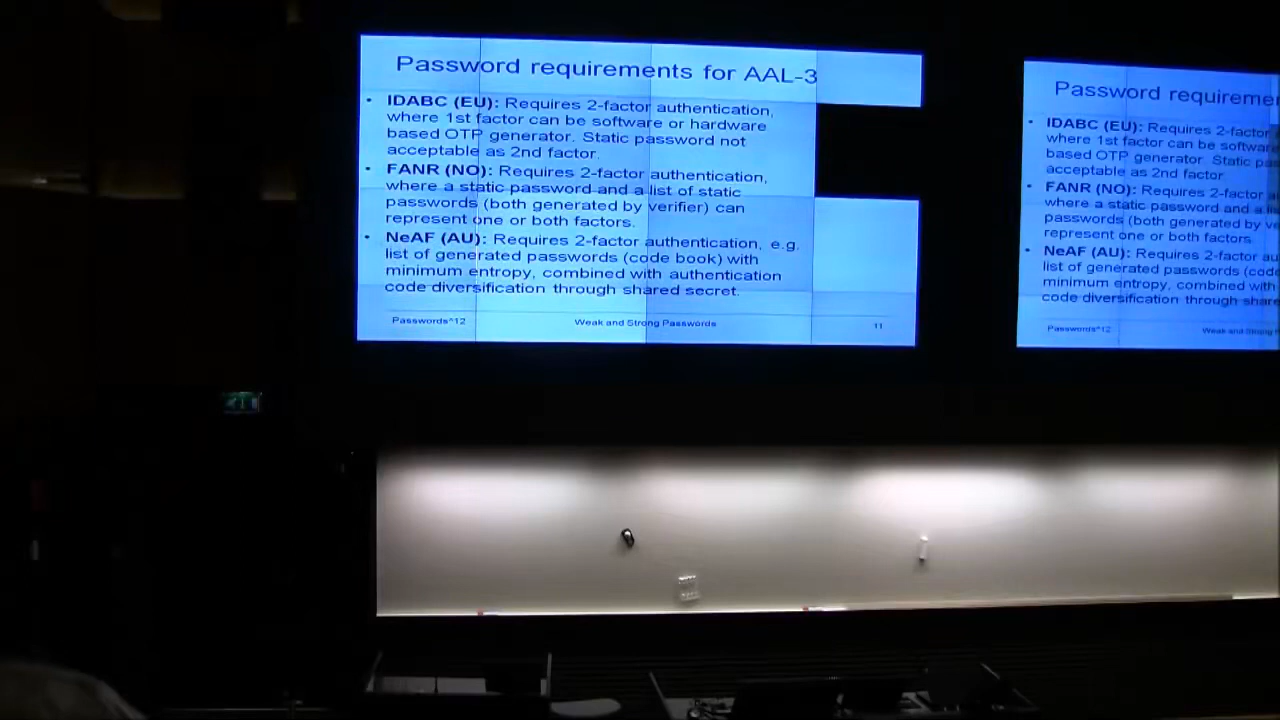 Password requirements for AAL-3
• IDABC (EU): Requires 2-factor authentication,
where 1st factor can be software or hardware
based OTP generator. Static password not
acceptable as 2nd factor.
• FANR (NO): Requires 2-factor authentication,
where a static password and a list of static
passwords (both generated by verifier) can
represent one or both factors.
• NeAF (AU): Requires 2-factor authentication, e.g.
list of generated passwords (code book) with
minimum entropy, combined with authentication
code diversification through shared secret.
Passwords^12 Weak and Strong Passwords 11
Password requireme
• IDABC (EU): Requires 2-factor
where 1st factor can be software
based OTP generator. Static pa
acceptable as 2nd factor.
• FANR (NO): Requires 2-factor
where a static password and a
passwords (both generated by ve
represent one or both factors.
• NeAF (AU): Requires 2-factor au
list of generated passwords (code
minimum entropy, combined with
code diversification through share
Passwords^12 Weak and Strong